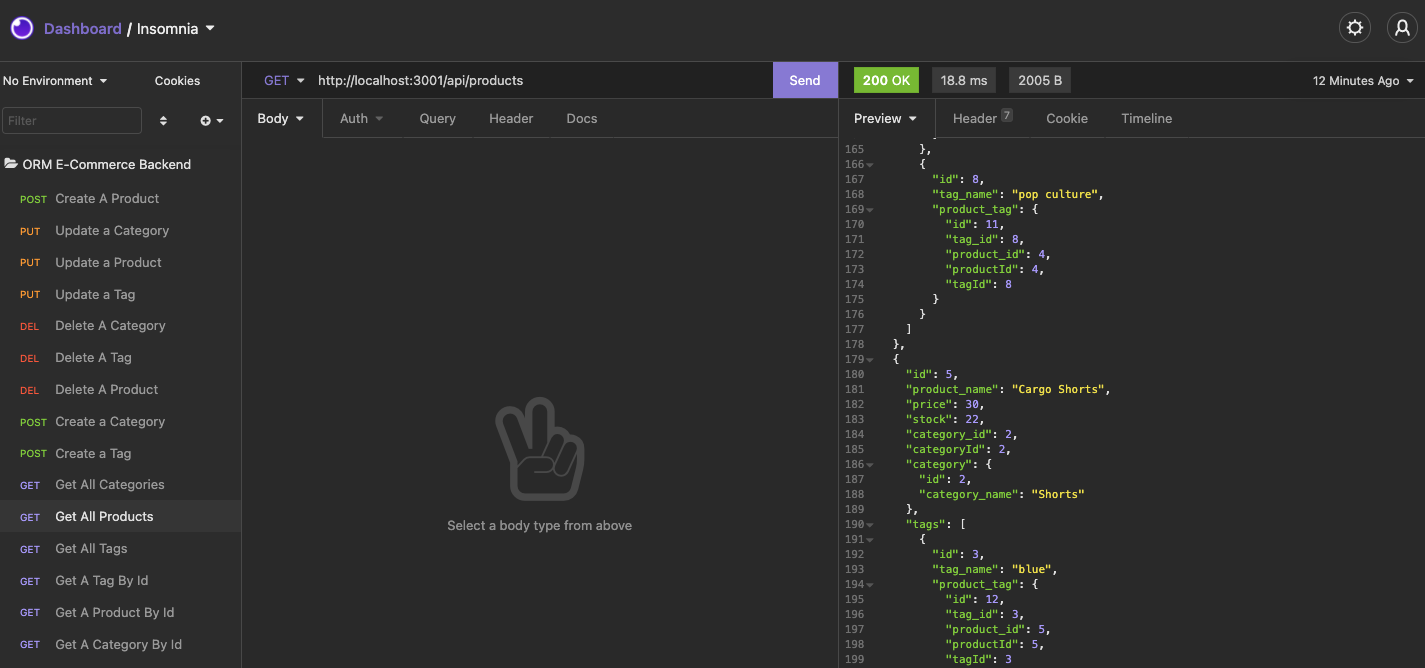 Dashboard / Insomnia
No Environment
Cookies
Filter
ORM E-Commerce Backend
POST Create A Product
PUT Update a Category
PUT Update a Product
PUT Update a Tag
DEL Delete A Category
DEL Delete A Tag
DEL Delete A Product
POST Create a Category
POST Create a Tag
GET Get All Categories
GET Get All Products
GET Get All Tags
GET Get A Tag By Id
GET Get A Product By Id
GET Get A Category By Id
GET http://localhost:3001/api/products Send
Body Auth Query Header Docs
Select a body type from above
200 OK 18.8 ms 2005 B 12 Minutes Ago
Preview Header 7 Cookie Timeline
165 },
166 {
167 "id": 8,
168 "tag_name": "pop culture",
169 "product_tag": {
170 "id": 11,
171 "tag_id": 8,
172 "product_id": 4,
173 "productId": 4,
174 "tagId": 8
175 }
176 }
177 ]
178 },
179 {
180 "id": 5,
181 "product_name": "Cargo Shorts",
182 "price": 30,
183 "stock": 22,
184 "category_id": 2,
185 "categoryId": 2,
186 "category": {
187 "id": 2,
188 "category_name": "Shorts"
189 },
190 "tags": [
191 {
192 "id": 3,
193 "tag_name": "blue",
194 "product_tag": {
195 "id": 12,
196 "tag_id": 3,
197 "product_id": 5,
198 "productId": 5,
199 "tagId": 3